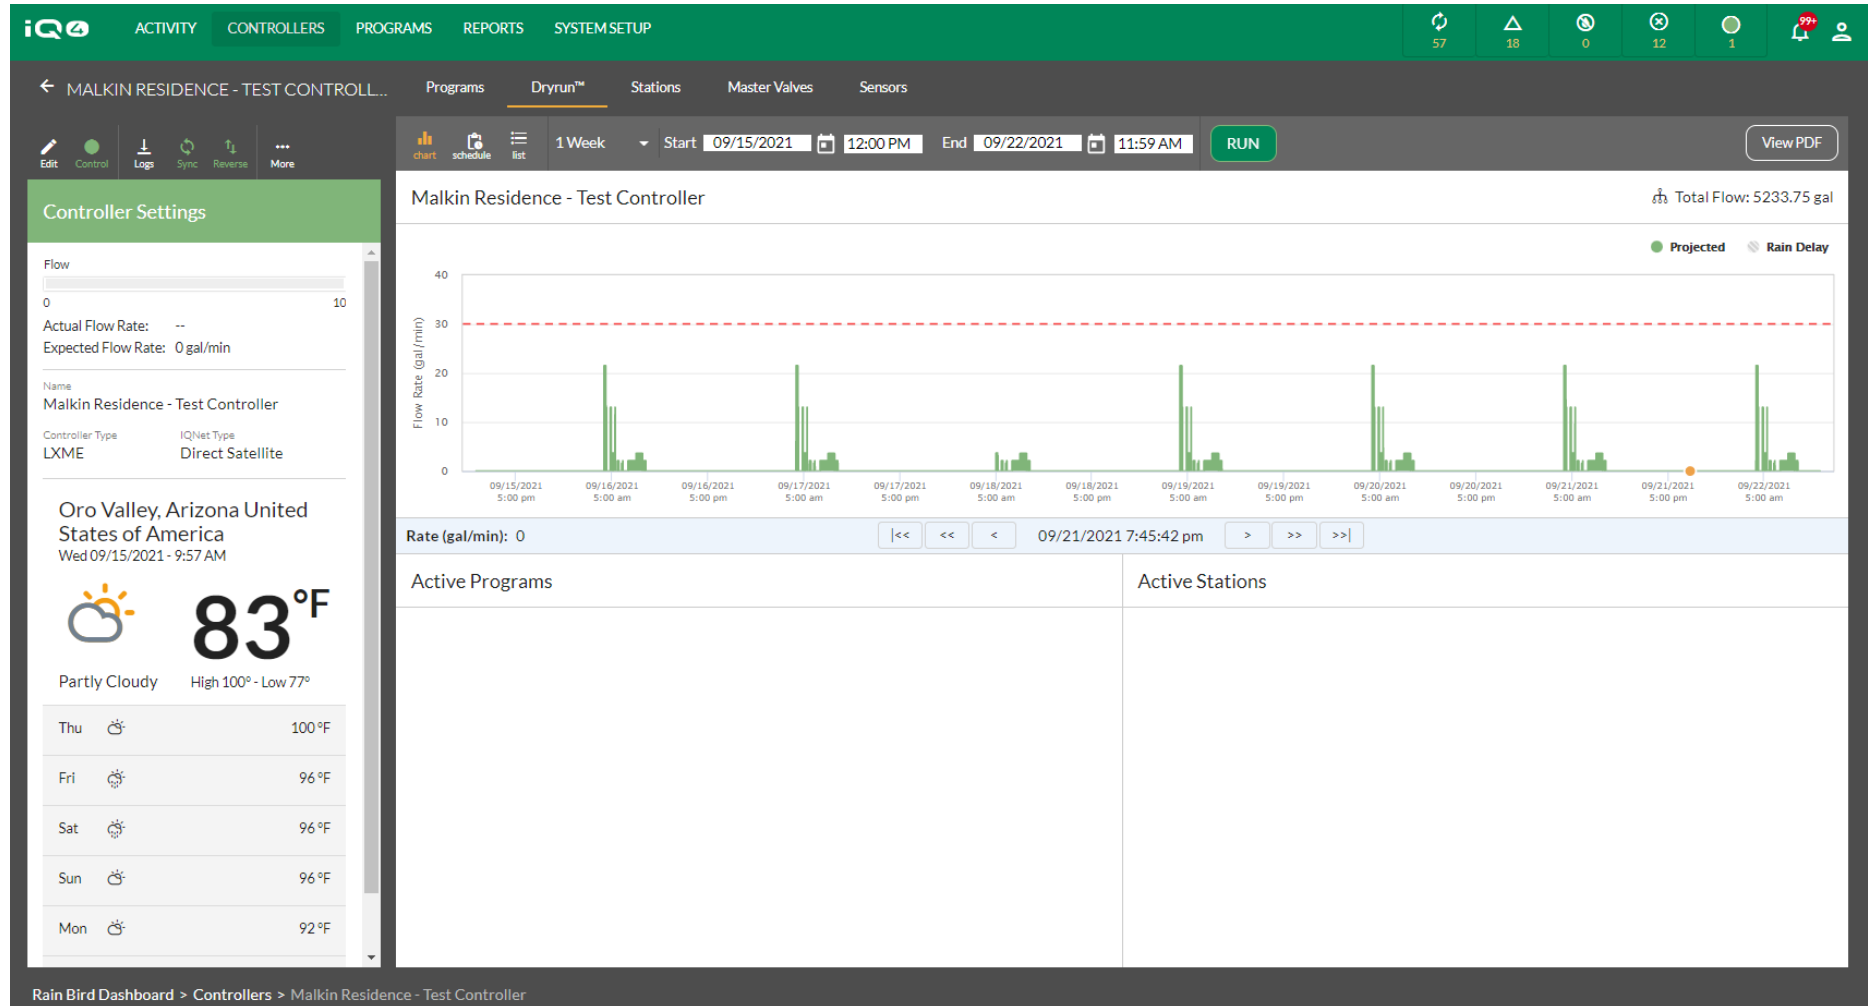 iQ4 ACTIVITY CONTROLLERS PROGRAMS REPORTS SYSTEM SETUP 57 18 0 12 1 99+
MALKIN RESIDENCE - TEST CONTROLL... Programs Dryrun™ Stations Master Valves Sensors
Edit Control Logs Sync Reverse More
chart schedule list 1 Week Start 09/15/2021 12:00 PM End 09/22/2021 11:59 AM RUN View PDF
Controller Settings
Flow
0 10
Actual Flow Rate: --
Expected Flow Rate: 0 gal/min
Name
Malkin Residence - Test Controller
Controller Type IQNet Type
LXME Direct Satellite
Oro Valley, Arizona United
States of America
Wed 09/15/2021 - 9:57 AM
83°F
Partly Cloudy High 100° - Low 77°
Thu 100 °F
Fri 96 °F
Sat 96 °F
Sun 96 °F
Mon 92 °F
Malkin Residence - Test Controller Total Flow: 5233.75 gal
Projected Rain Delay
Flow Rate (gal/min)
40
30
20
10
0
09/15/2021 09/16/2021 09/16/2021 09/17/2021 09/17/2021 09/18/2021 09/18/2021 09/19/2021 09/19/2021 09/20/2021 09/20/2021 09/21/2021 09/21/2021 09/22/2021
5:00 pm 5:00 am 5:00 pm 5:00 am 5:00 pm 5:00 am 5:00 pm 5:00 am 5:00 pm 5:00 am 5:00 pm 5:00 am 5:00 pm 5:00 am
Rate (gal/min): 0 |<< << < 09/21/2021 7:45:42 pm > >> >>|
Active Programs Active Stations
Rain Bird Dashboard > Controllers > Malkin Residence - Test Controller